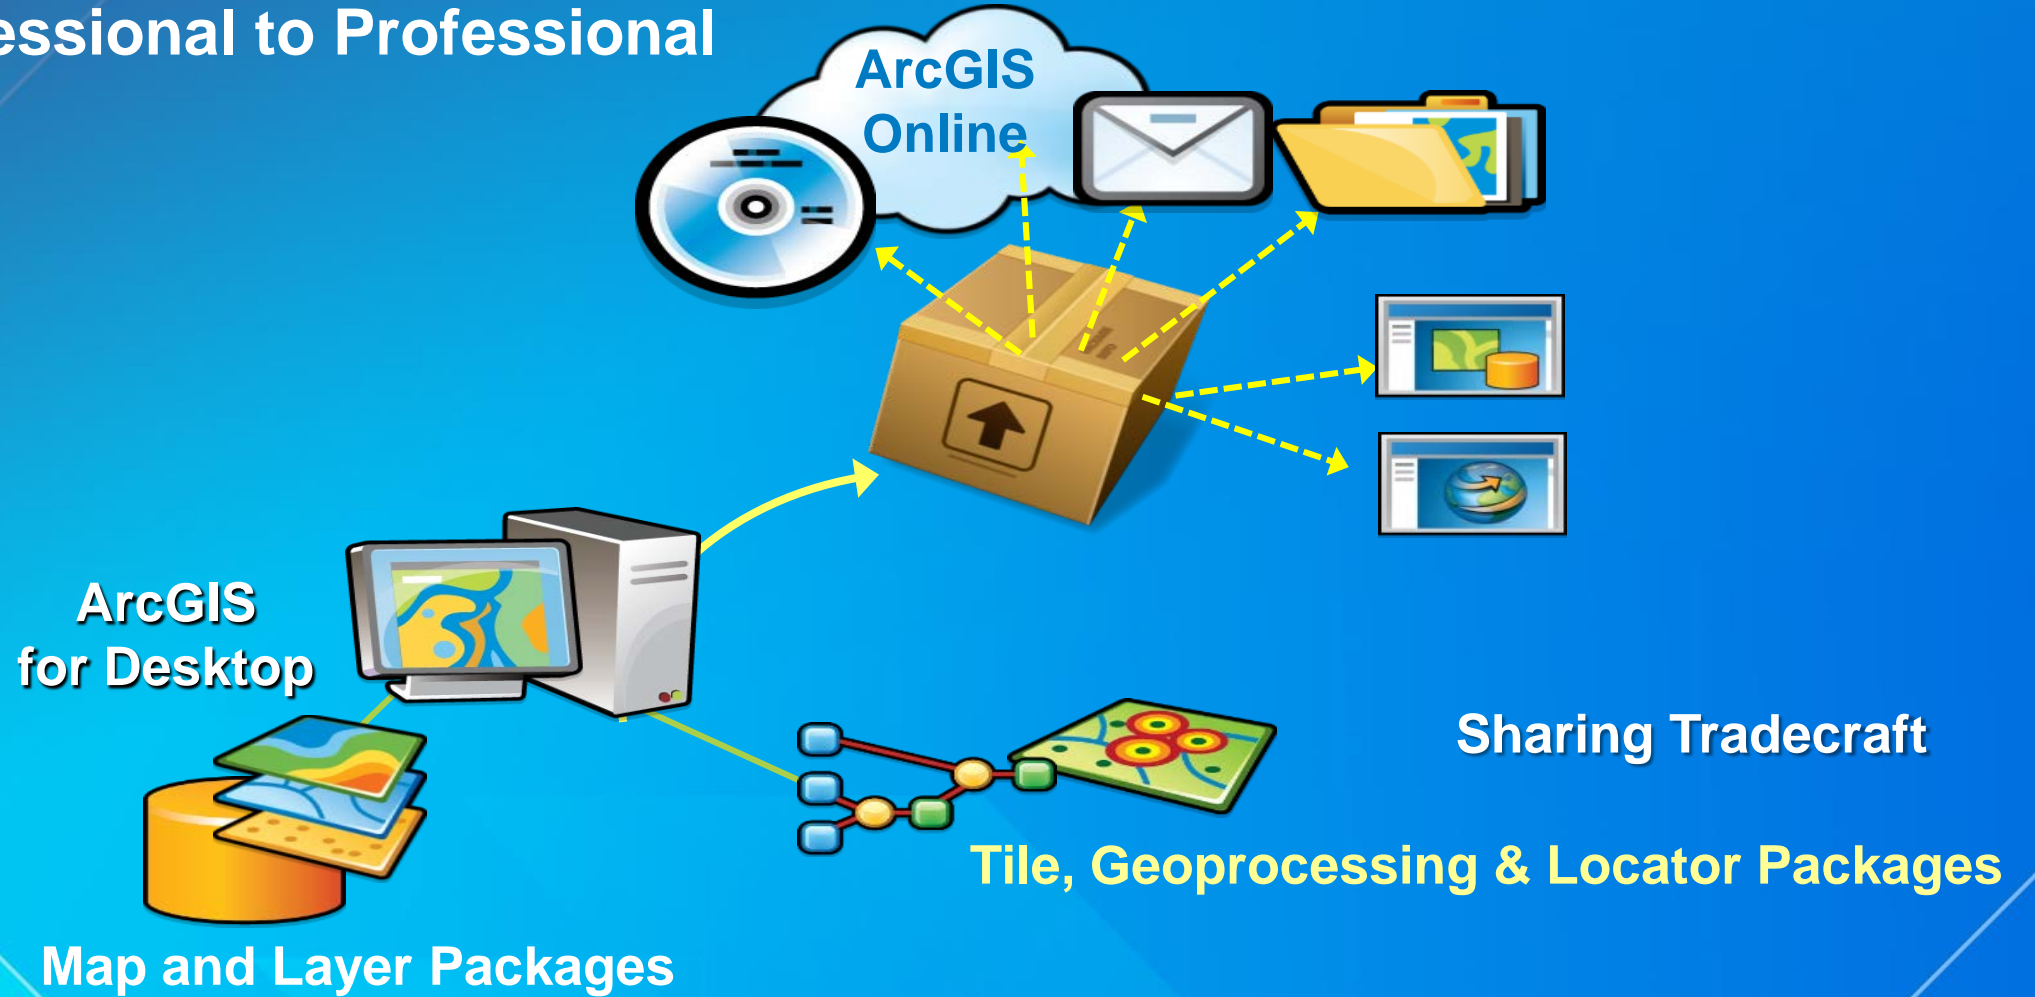 essional to Professional
ArcGIS
Online
ArcGIS
for Desktop
Sharing Tradecraft
Tile, Geoprocessing & Locator Packages
Map and Layer Packages